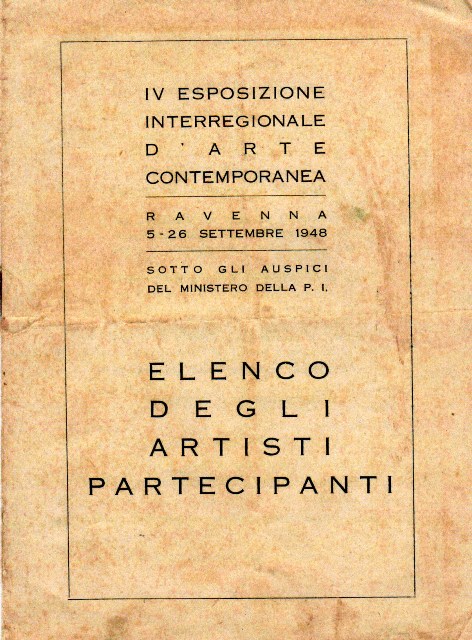 IV ESPOSIZIONE
INTERREGIONALE
D'ARTE
CONTEMPORANEA
RAVENNA
5-26 SETTEMBRE 1948
SOTTO GLI AUSPICI
DEL MINISTERO DELLA P. I.
ELENCO
DEGLI
ARTISTI
PARTECIPANTI